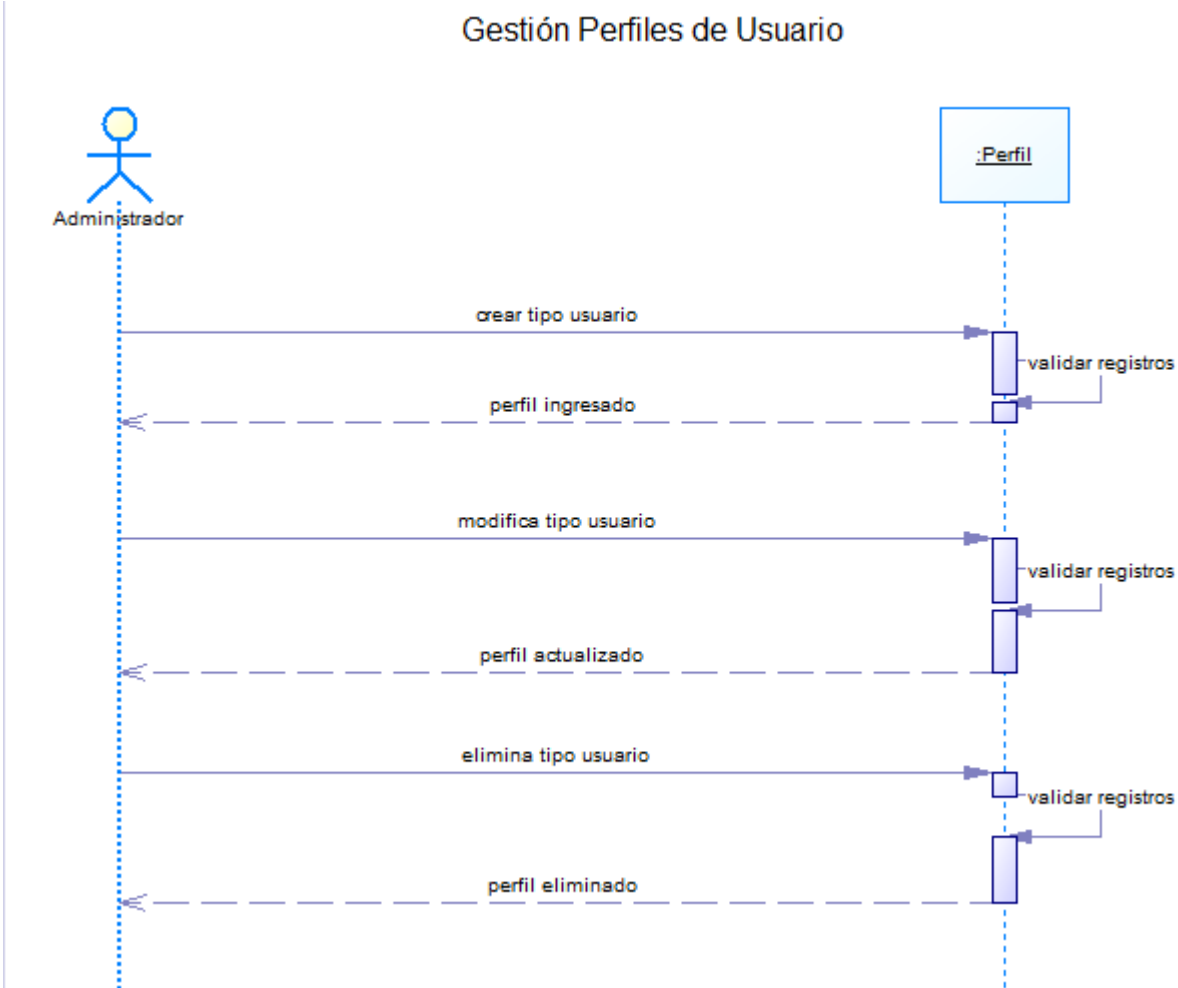 Gestión Perfiles de Usuario
:Perfil
Administrador
crear tipo usuario
validar registros
perfil ingresado
modifica tipo usuario
validar registros
perfil actualizado
elimina tipo usuario
validar registros
perfil eliminado